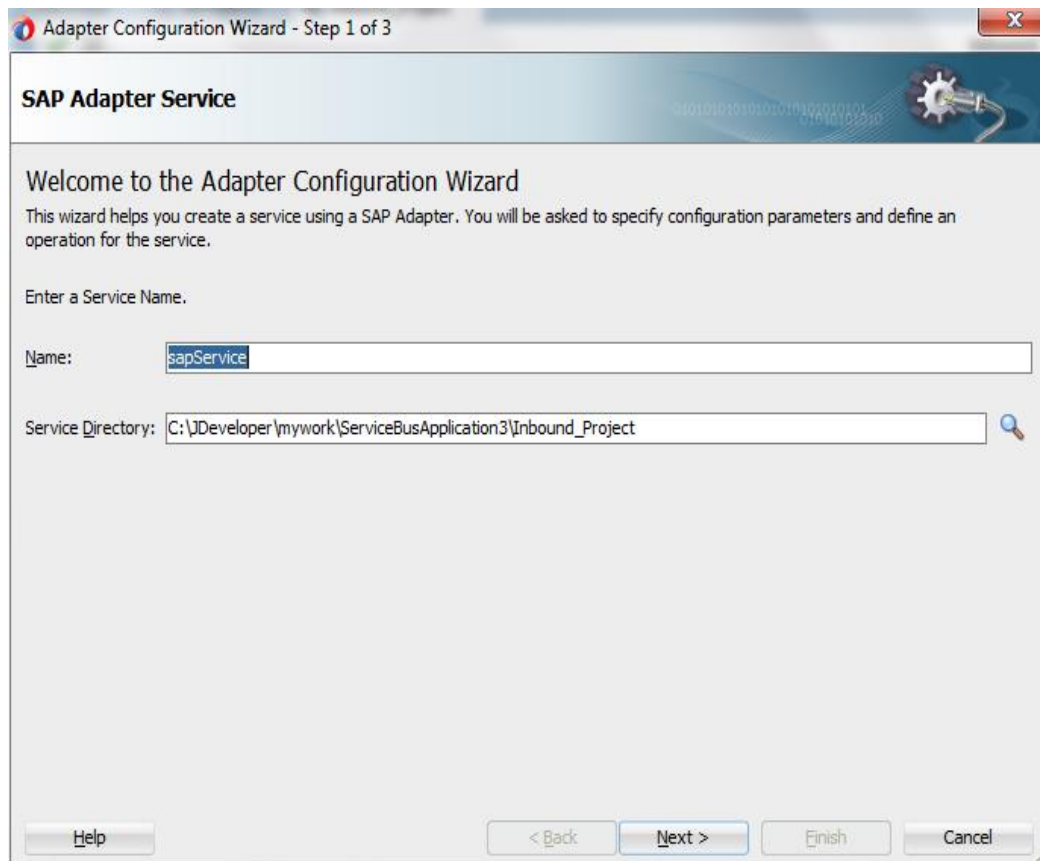 Adapter Configuration Wizard - Step 1 of 3
X
SAP Adapter Service
Welcome to the Adapter Configuration Wizard
This wizard helps you create a service using a SAP Adapter. You will be asked to specify configuration parameters and define an
operation for the service.
Enter a Service Name.
Name: sapService
Service Directory: C:\JDeveloper\mywork\ServiceBusApplication3\Inbound_Project
Help < Back Next > Finish Cancel